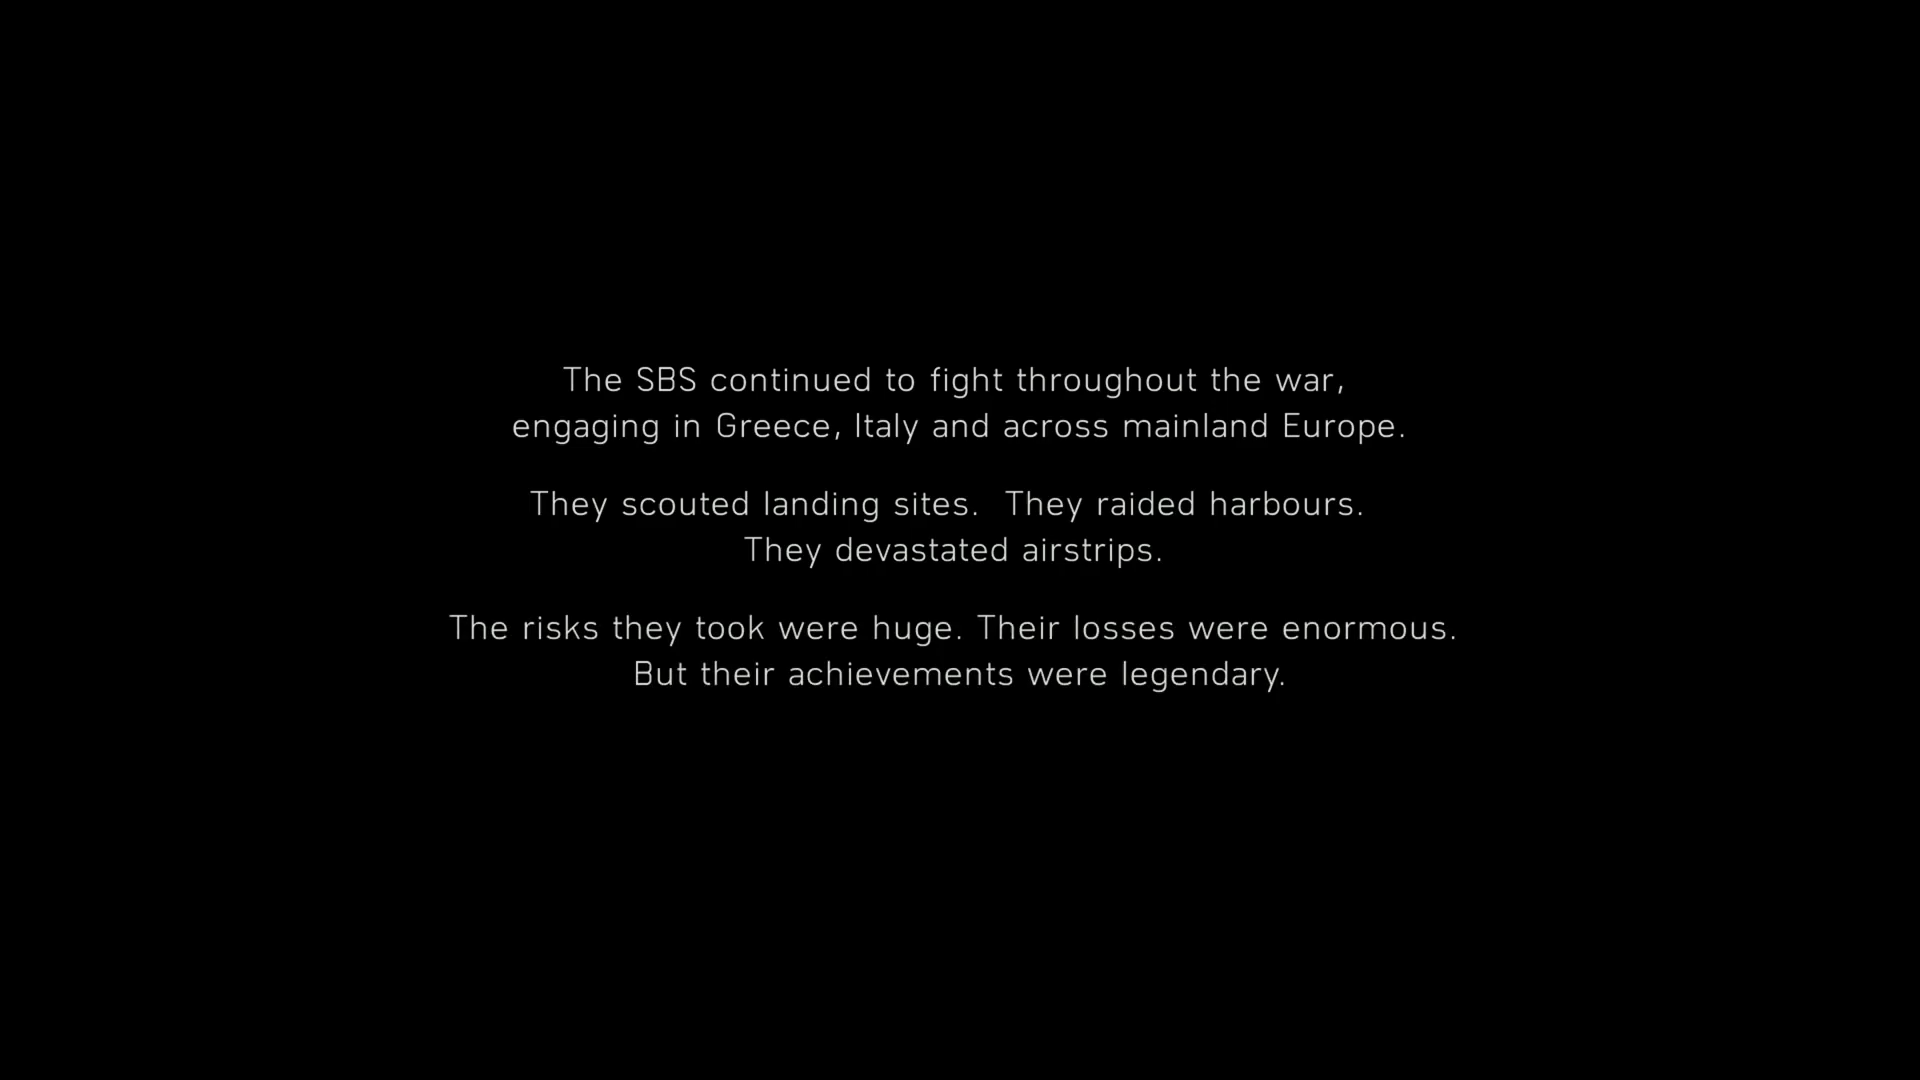 The SBS continued to fight throughout the war,
engaging in Greece, Italy and across mainland Europe.
They scouted landing sites.  They raided harbours.
They devastated airstrips.
The risks they took were huge. Their losses were enormous.
But their achievements were legendary.